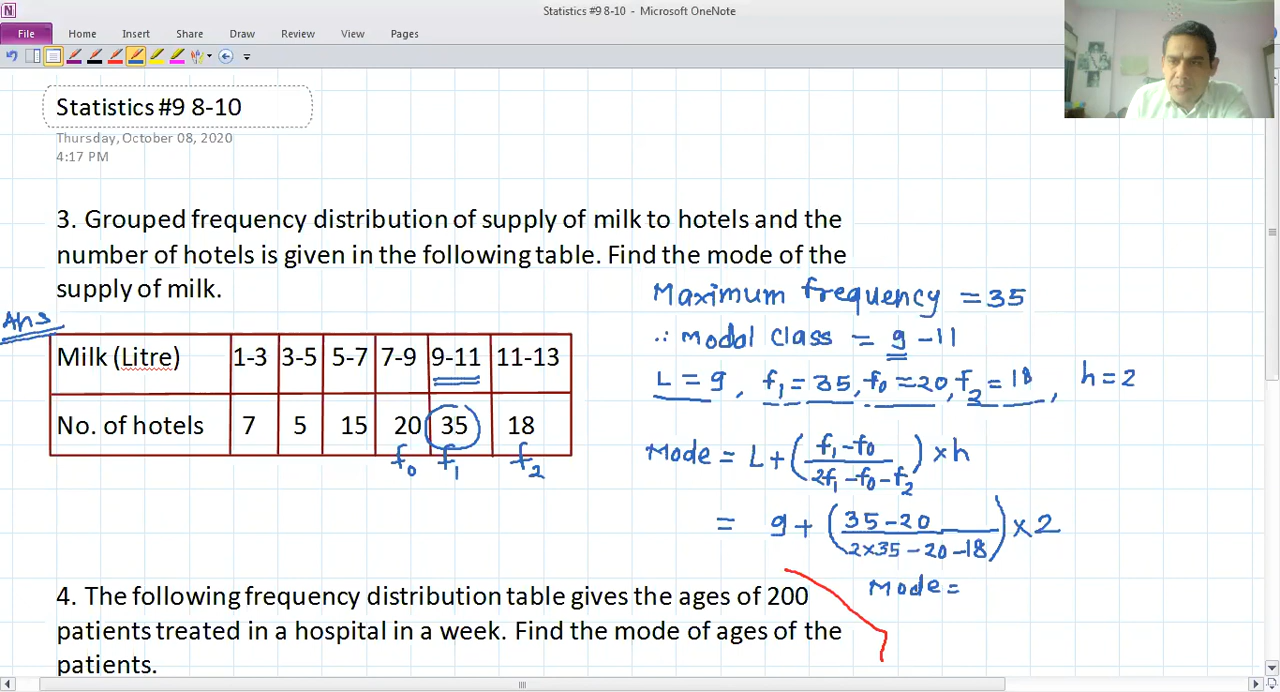 Statistics #9 8-10 - Microsoft OneNote
File Home Insert Share Draw Review View Pages
Statistics #9 8-10
Thursday, October 08, 2020
4:17 PM
3. Grouped frequency distribution of supply of milk to hotels and the
number of hotels is given in the following table. Find the mode of the
supply of milk.
Ans
Milk (Litre) 1-3 3-5 5-7 7-9 9-11 11-13
No. of hotels 7 5 15 20 35 18
f0 f1 f2
Maximum frequency = 35
∴ Modal class = 9-11
L = 9, f1 = 35, f0 = 20, f2 = 18, h = 2
Mode = L + (f1 - f0 / 2f1 - f0 - f2) × h
= 9 + (35 - 20 / 2×35 - 20 - 18) × 2
Mode =
4. The following frequency distribution table gives the ages of 200
patients treated in a hospital in a week. Find the mode of ages of the
patients.